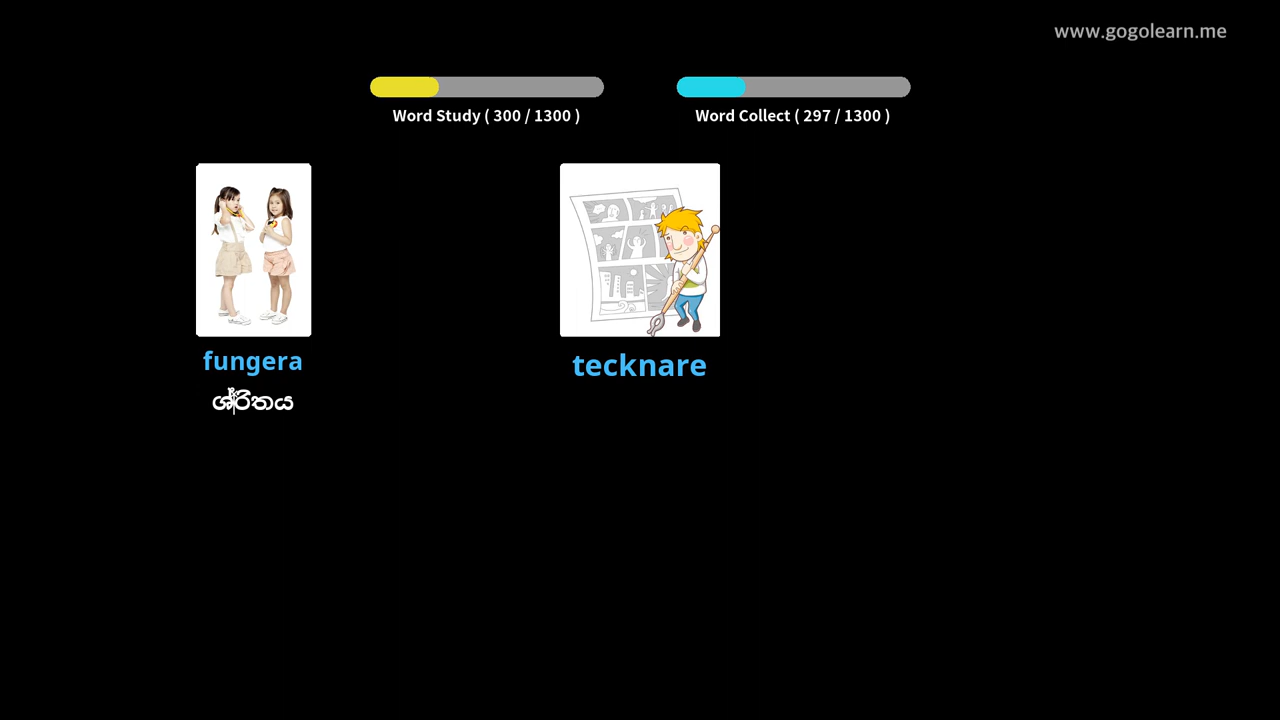 www.gogolearn.me
Word Study ( 300 / 1300 )
Word Collect ( 297 / 1300 )
fungera
ශ්‍රිතය
tecknare